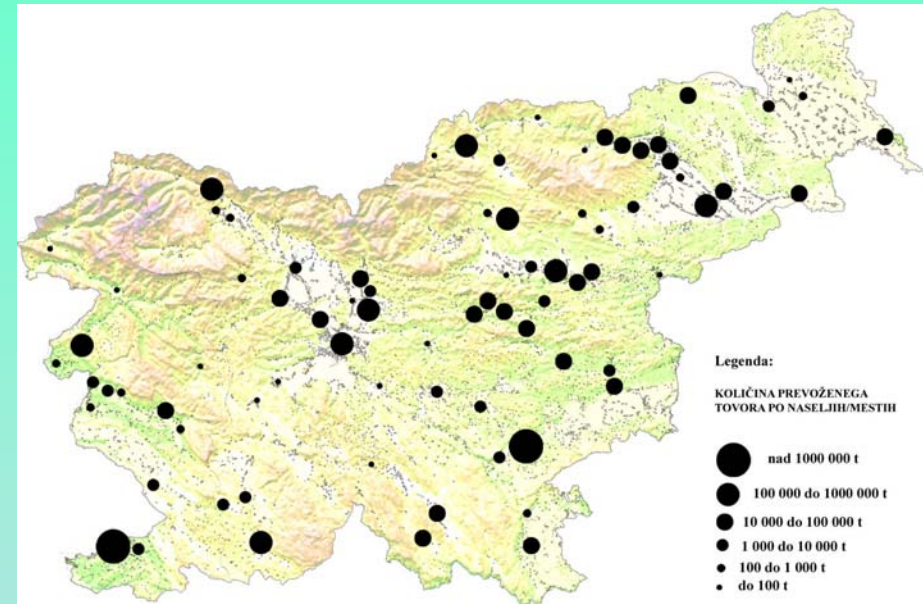 Legenda:
KOLIČINA PREVOŽENEGA
TOVORA PO NASELJIH/MESTIH
nad 1000 000 t
100 000 do 1000 000 t
10 000 do 100 000 t
1 000 do 10 000 t
100 do 1 000 t
do 100 t